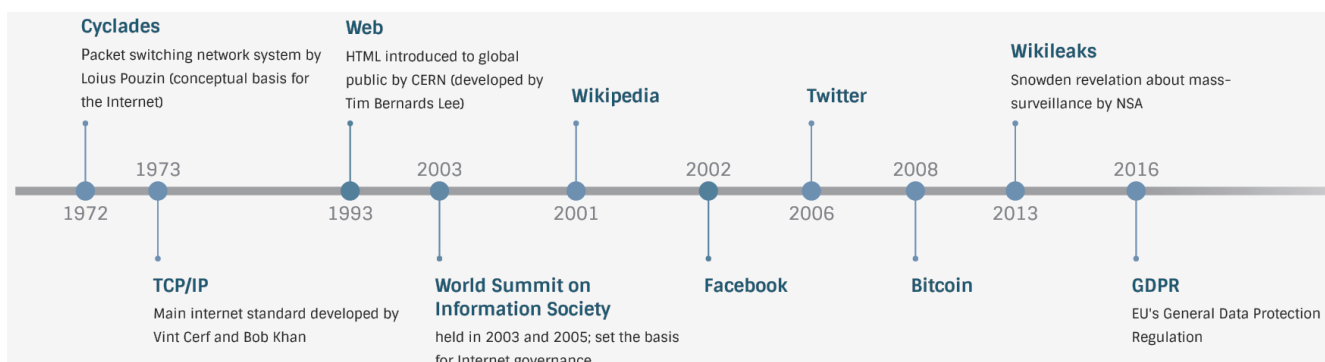 Cyclades
Packet switching network system by
Loius Pouzin (conceptual basis for
the Internet)
1972
1973
TCP/IP
Main internet standard developed by
Vint Cerf and Bob Khan
Web
HTML introduced to global
public by CERN (developed by
Tim Bernards Lee)
1993
2003
World Summit on
Information Society
held in 2003 and 2005; set the basis
for Internet governance
Wikipedia
2001
2002
Facebook
Twitter
2006
2008
Bitcoin
Wikileaks
Snowden revelation about mass-
surveillance by NSA
2013
2016
GDPR
EU's General Data Protection
Regulation